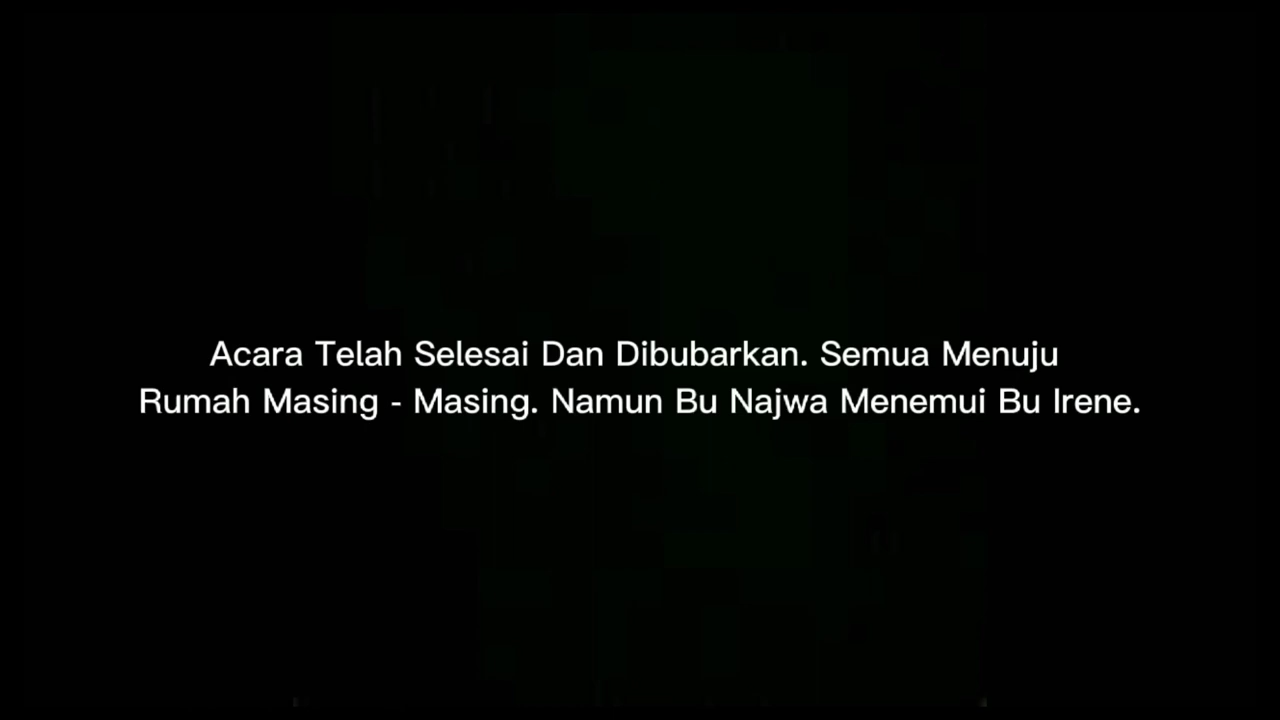 Acara Telah Selesai Dan Dibubarkan. Semua Menuju
Rumah Masing - Masing. Namun Bu Najwa Menemui Bu Irene.